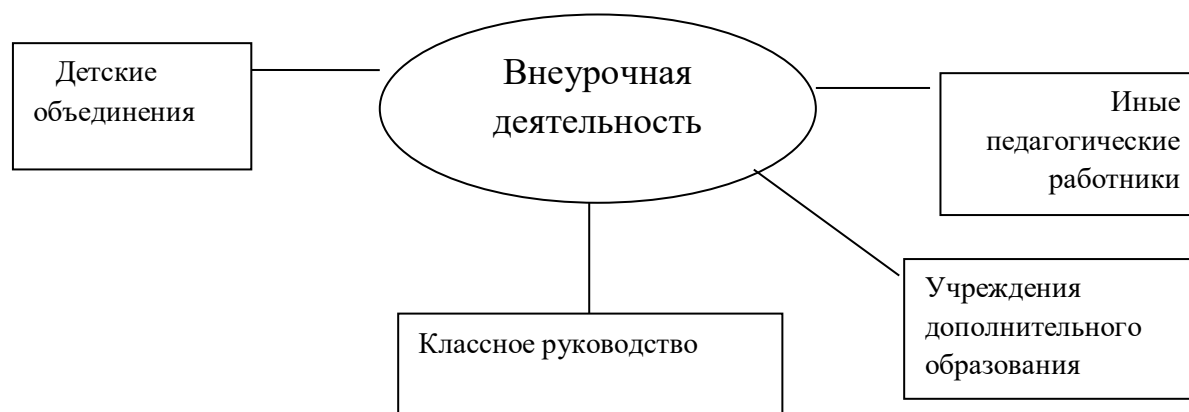 Детские
объединения
Внеурочная
деятельность
Иные
педагогические
работники
Классное руководство
Учреждения
дополнительного
образования